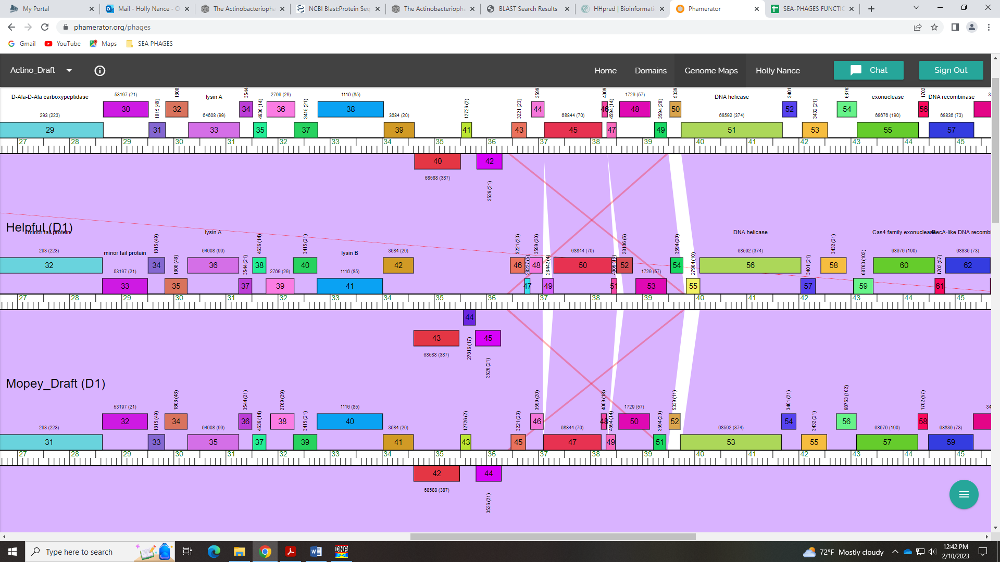 My Portal
Mail - Holly Nance - O
The Actinobacteriopha
NCBI Blast:Protein Seq
The Actinobacteriopha
BLAST Search Results
HHpred | Bioinformati
Phamerator
SEA-PHAGES FUNCTIO
phamerator.org/phages
Gmail
YouTube
Maps
SEA PHAGES
Actino_Draft
Home
Domains
Genome Maps
Holly Nance
Chat
Sign Out
53197 (21) 1808 3544 2769 (29) 1116 (85) 3599 4009 1729 (57) 5339 3401 6876 1702 3
D-Ala-D-Ala carboxypeptidase lysin A DNA helicase exonuclease DNA recombinase
30 32 34 36 38 44 46 48 50 52 54 56
293 (223) 1815 (49) 64608 (99) 4636 (14) 3415 (21) 3684 (20) 12726 (2) 3221 (23) 68844 (70) 4594 (14) 3594 (20) 68592 (374) 3432 (21) 68676 (190) 68836 (73)
29 31 33 35 37 39 41 43 45 47 49 51 53 55 57
27 28 29 30 31 32 33 34 35 36 37 38 39 40 41 42 43 44 45
40 42
68588 (387) 3526 (21)
Helpful (D1)
minor tail protein lysin A DNA helicase Cas4 family exonuclease RecA-like DNA recombi
293 (223) minor tail protein 1815 (49) 64608 (99) 4636 (14) 3415 (21) lysin B 3684 (20) 3221 (23) 3599 (20) 68844 (70) 28136 (6) 3594 (20) 68592 (374) 3432 (21) 68676 (190) 68836 (73)
32 34 36 38 40 42 46 48 50 52 54 56 58 60 62
53197 (21) 1808 (48) 3544 (21) 2769 (29) 1116 (85) 28227 (5) 28442 (4) 4009 (18) 1729 (57) 27904 (10) 3401 (21) 68763 (102) 1702 (57)
33 35 37 39 41 47 49 51 53 55 57 59 61
27 28 29 30 31 32 33 34 35 36 37 38 39 40 41 42 43 44 45
44
43 45
68588 (387) 27816 (17) 3526 (21)
Mopey_Draft (D1)
53197 (21) 1808 (48) 3544 (21) 2769 (29) 1116 (85) 3599 (20) 4009 (18) 1729 (57) 5339 (11) 3401 (21) 68763 (102) 1702 (57) 34
32 34 36 38 40 46 48 50 52 54 56 58
293 (223) 1815 (49) 64608 (99) 4636 (14) 3415 (21) 3684 (20) 12726 (2) 3221 (23) 68844 (70) 4594 (14) 3594 (20) 68592 (374) 3432 (21) 68676 (190) 68836 (73)
31 33 35 37 39 41 43 45 47 49 51 53 55 57 59
27 28 29 30 31 32 33 34 35 36 37 38 39 40 41 42 43 44 45
42 44
68588 (387) 3526 (21)
Type here to search
DNA
72°F Mostly cloudy
12:42 PM
2/10/2023